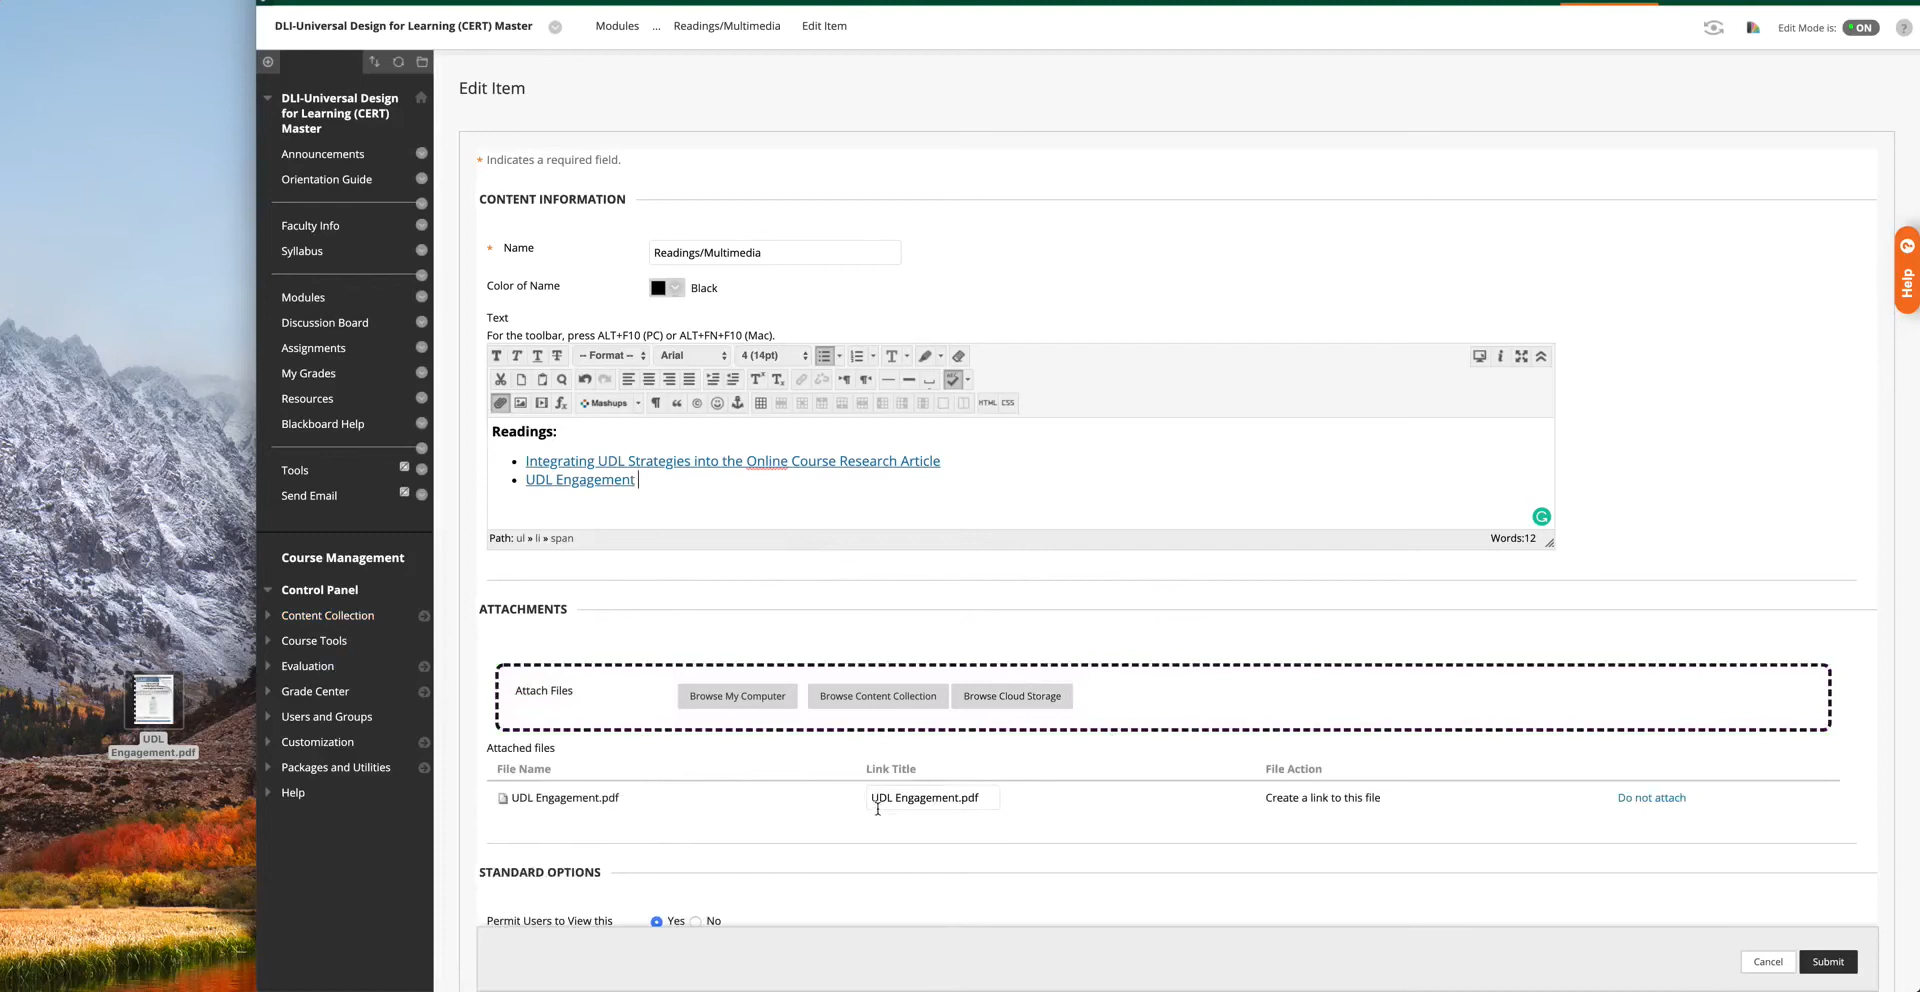 DLI-Universal Design for Learning (CERT) Master
Modules ... Readings/Multimedia Edit Item
Edit Mode is: ON ?
DLI-Universal Design
for Learning (CERT)
Master
Announcements
Orientation Guide
Faculty Info
Syllabus
Modules
Discussion Board
Assignments
My Grades
Resources
Blackboard Help
Tools
Send Email
Course Management
Control Panel
Content Collection
Course Tools
Evaluation
Grade Center
Users and Groups
Customization
Packages and Utilities
Help
UDL
Engagement.pdf
Edit Item
* Indicates a required field.
CONTENT INFORMATION
* Name Readings/Multimedia
Color of Name Black
Text
For the toolbar, press ALT+F10 (PC) or ALT+FN+F10 (Mac).
T T T T -- Format -- Arial 4 (14pt)
Mashups HTML CSS
Readings:
• Integrating UDL Strategies into the Online Course Research Article
• UDL Engagement
Path: ul » li » span Words:12
ATTACHMENTS
Attach Files Browse My Computer Browse Content Collection Browse Cloud Storage
Attached files
File Name Link Title File Action
UDL Engagement.pdf UDL Engagement.pdf Create a link to this file Do not attach
STANDARD OPTIONS
Permit Users to View this Yes No
Cancel Submit
Help ?